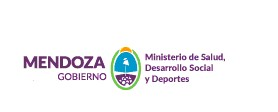 MENDOZA
GOBIERNO
Ministerio de Salud,
Desarrollo Social
y Deportes